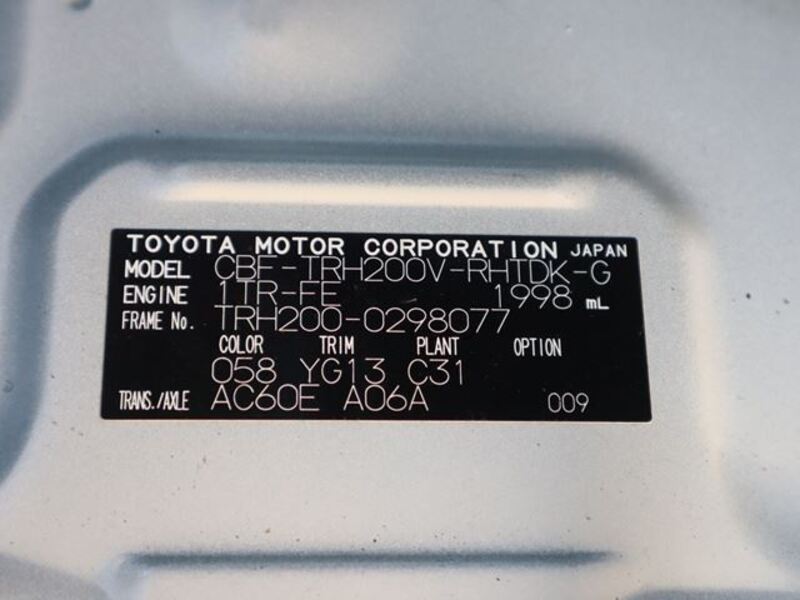 TOYOTA MOTOR CORPORATION JAPAN
MODEL CBF-TRH200V-RHTDK-G
ENGINE 1TR-FE 1998 mL
FRAME No. TRH200-0298077
COLOR TRIM PLANT OPTION
058 YG13 C31
TRANS./AXLE AC60E A06A 009